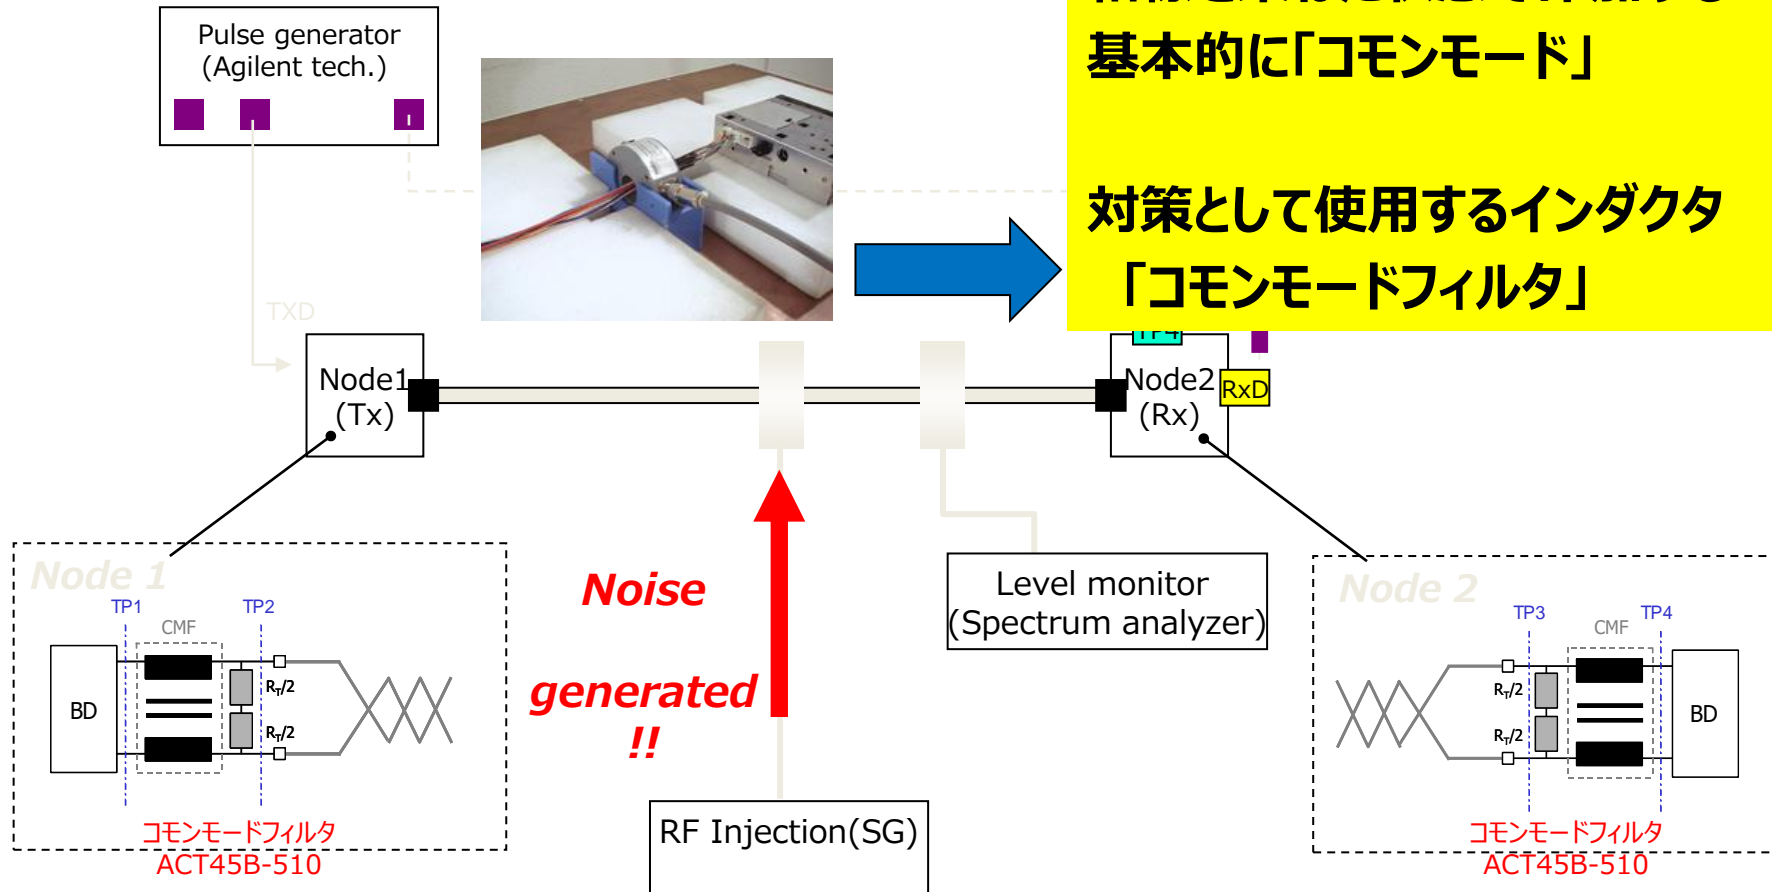 Pulse generator
(Agilent tech.)
基本的に「コモンモード」
対策として使用するインダクタ
「コモンモードフィルタ」
TXD
TP4
Node1
(Tx)
Node2
(Rx)
RxD
Node 1
TP1
TP2
CMF
BD
RT/2
RT/2
コモンモードフィルタ
ACT45B-510
Noise
generated
!!
Level monitor
(Spectrum analyzer)
RF Injection(SG)
Node 2
TP3
CMF
TP4
RT/2
RT/2
BD
コモンモードフィルタ
ACT45B-510